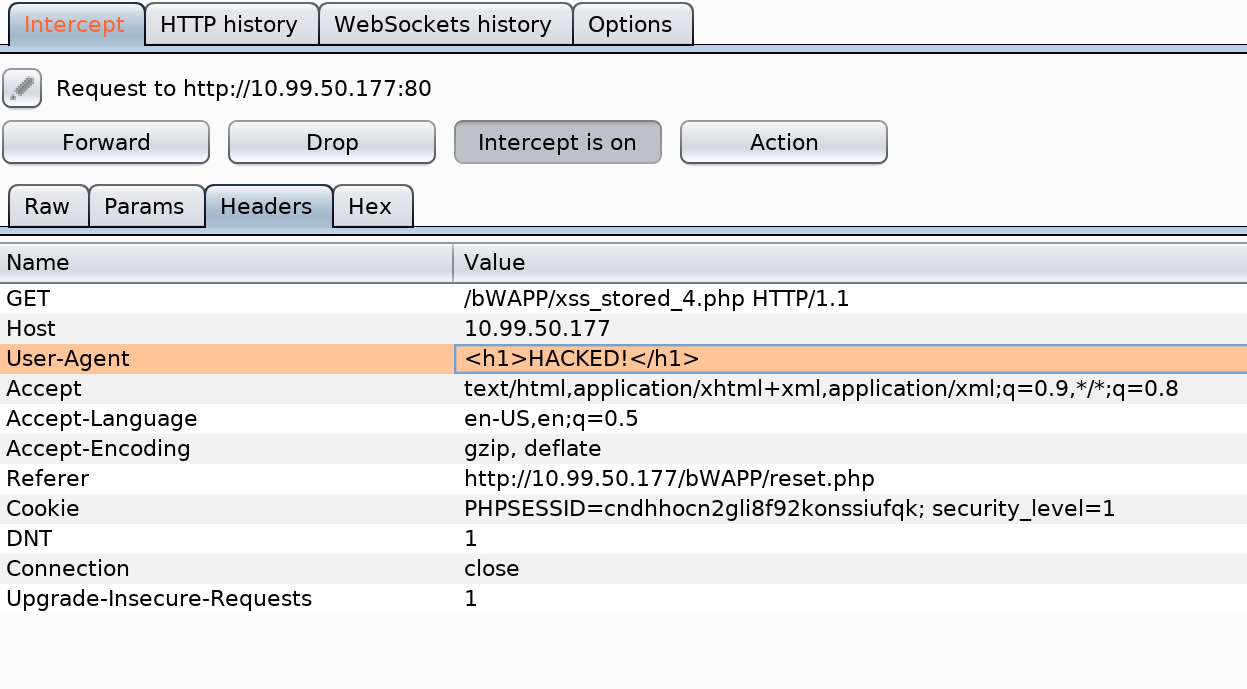 Intercept HTTP history WebSockets history Options
Request to http://10.99.50.177:80
Forward Drop Intercept is on Action
Raw Params Headers Hex
Name Value
GET /bWAPP/xss_stored_4.php HTTP/1.1
Host 10.99.50.177
User-Agent <h1>HACKED!</h1>
Accept text/html,application/xhtml+xml,application/xml;q=0.9,*/*;q=0.8
Accept-Language en-US,en;q=0.5
Accept-Encoding gzip, deflate
Referer http://10.99.50.177/bWAPP/reset.php
Cookie PHPSESSID=cndhhocn2gli8f92konssiufqk; security_level=1
DNT 1
Connection close
Upgrade-Insecure-Requests 1